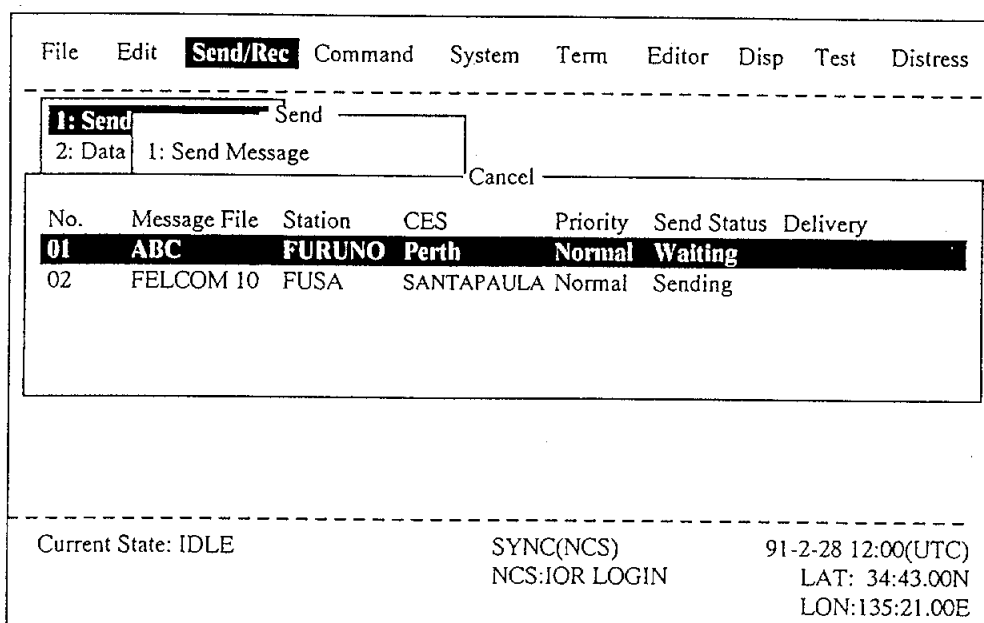 File Edit Send/Rec Command System Term Editor Disp Test Distress
1: Send
Send
2: Data
1: Send Message
Cancel
No. Message File Station CES Priority Send Status Delivery
01 ABC FURUNO Perth Normal Waiting
02 FELCOM 10 FUSA SANTAPAULA Normal Sending
Current State: IDLE SYNC(NCS) 91-2-28 12:00(UTC)
NCS:IOR LOGIN LAT: 34:43.00N
LON:135:21.00E